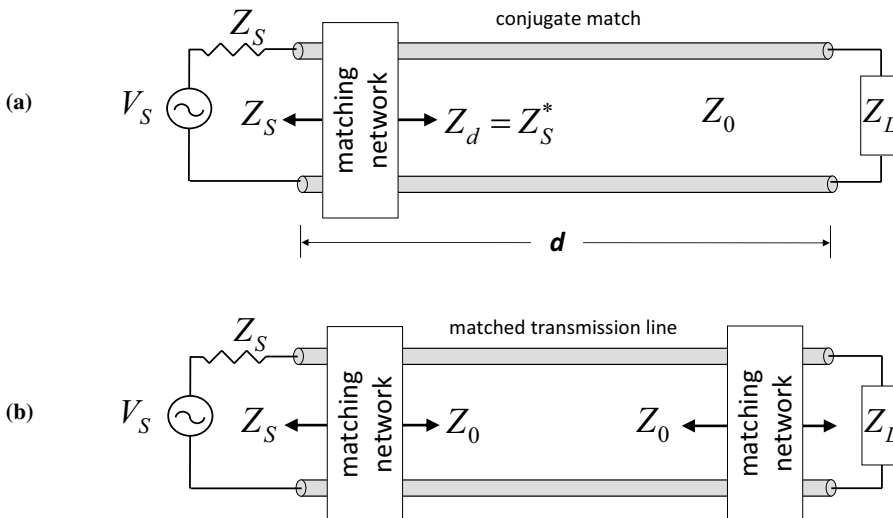 conjugate match
Z_S
(a)
V_S
Z_S
matching network
Z_d = Z_S^*
Z_0
Z_L
d
matched transmission line
Z_S
(b)
V_S
Z_S
matching network
Z_0
Z_0
matching network
Z_L